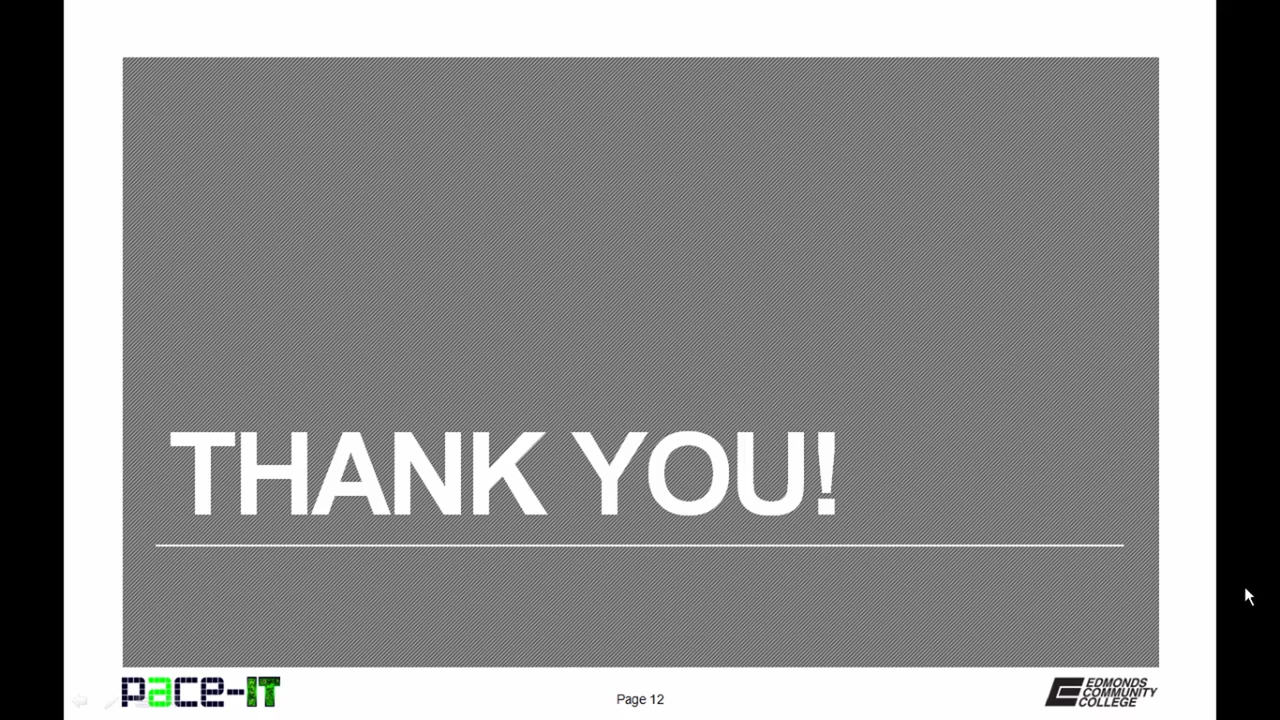 THANK YOU!
pace-IT
Page 12
EDMONDS
COMMUNITY
COLLEGE